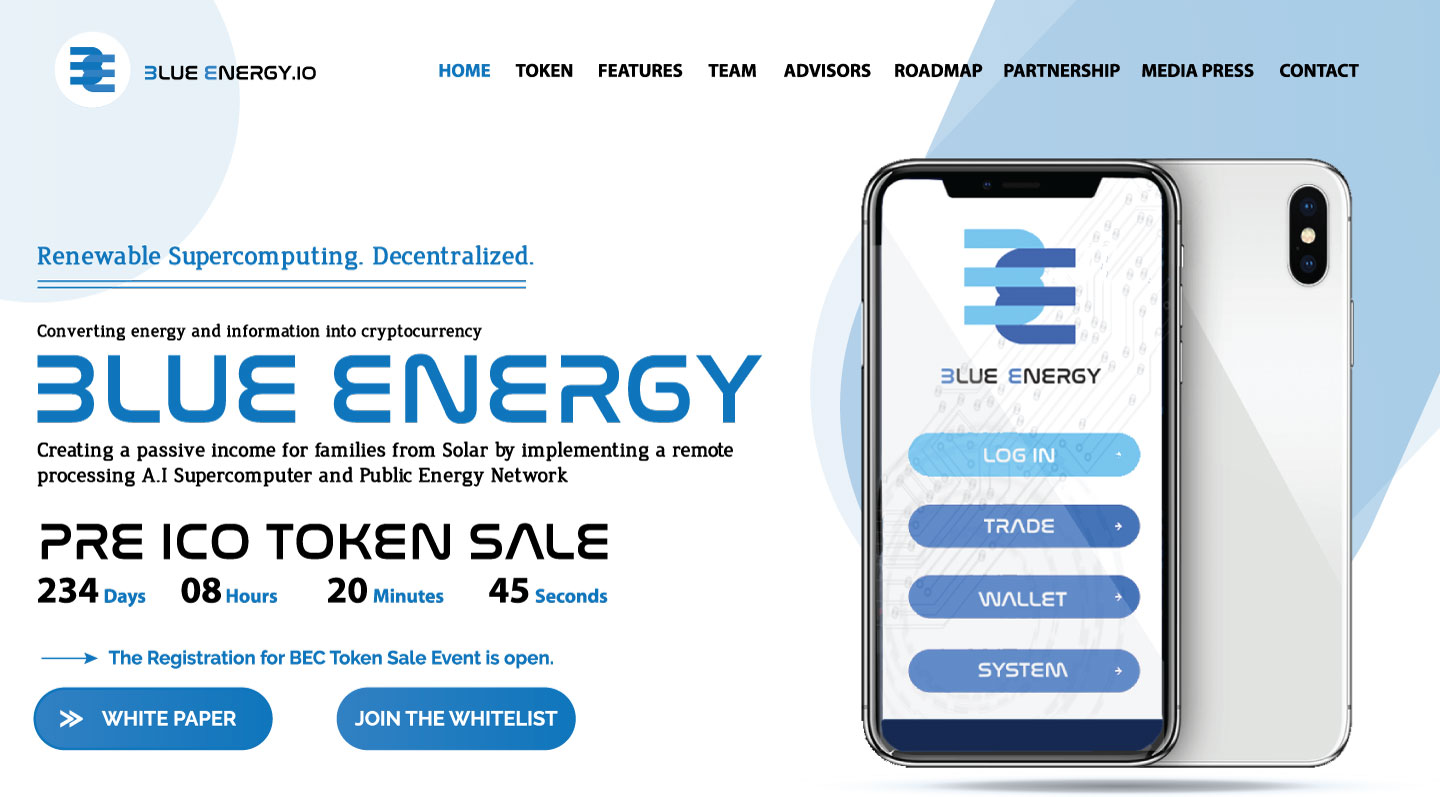 BLUE ENERGY.IO
HOME TOKEN FEATURES TEAM ADVISORS ROADMAP PARTNERSHIP MEDIA PRESS CONTACT
Renewable Supercomputing. Decentralized.
Converting energy and information into cryptocurrency
BLUE ENERGY
Creating a passive income for families from Solar by implementing a remote
processing A.I Supercomputer and Public Energy Network
PRE ICO TOKEN SALE
234 Days 08 Hours 20 Minutes 45 Seconds
The Registration for BEC Token Sale Event is open.
WHITE PAPER
JOIN THE WHITELIST
BLUE ENERGY
LOG IN
TRADE
WALLET
SYSTEM